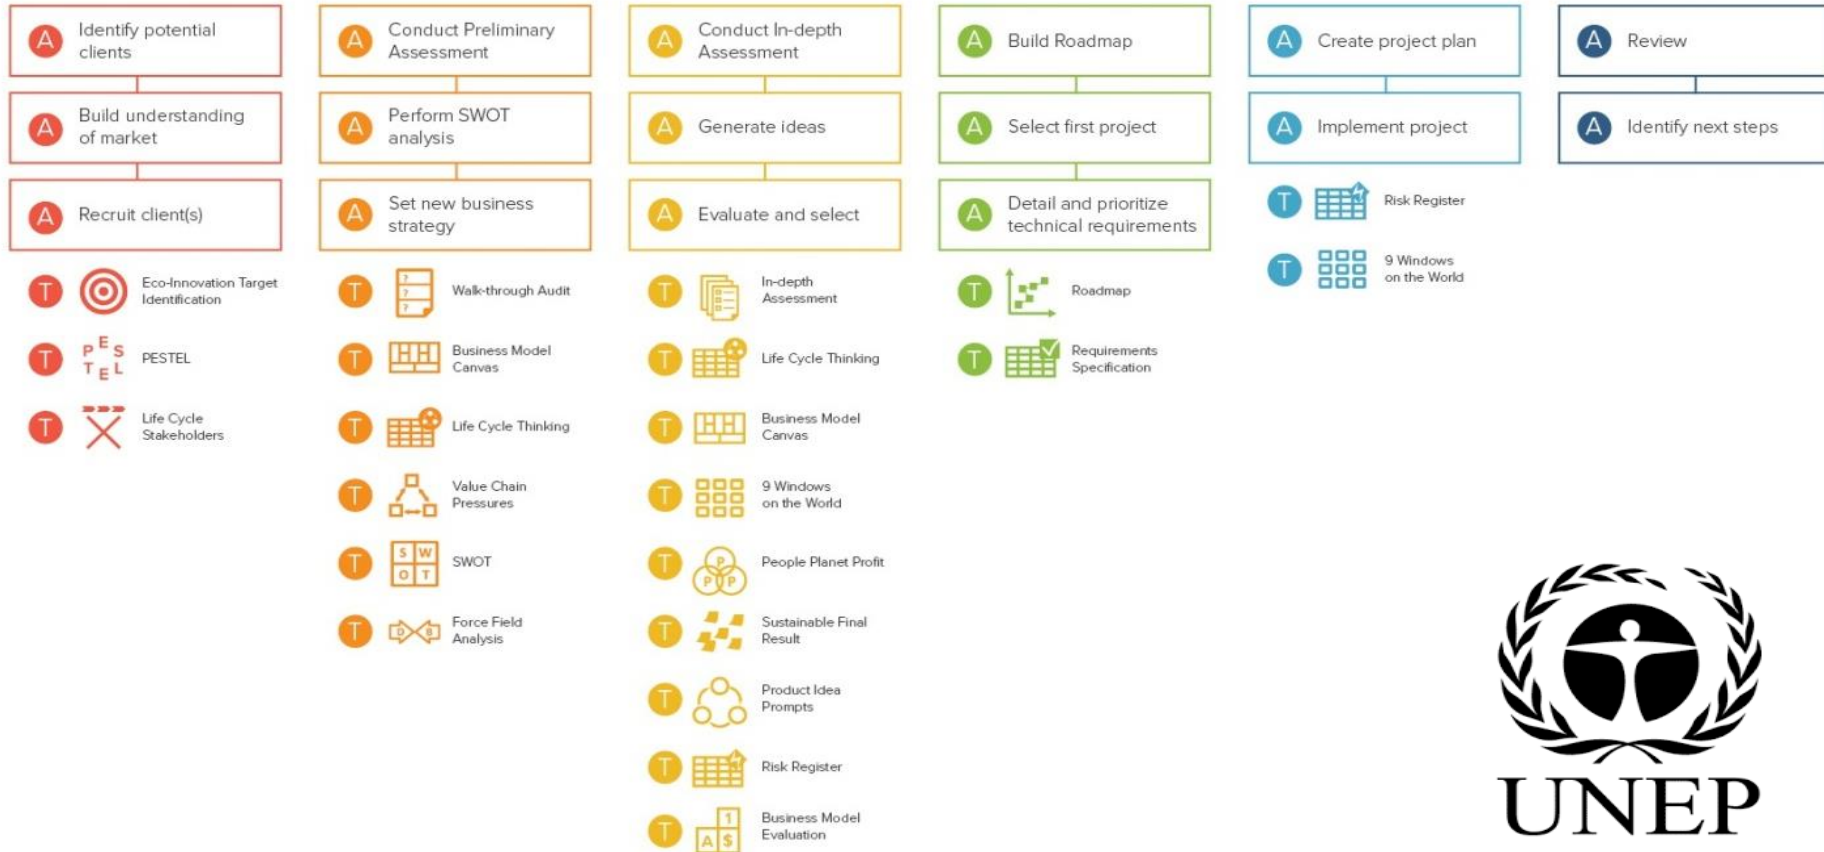 A
Identify potential
clients
A
Build understanding
of market
A
Recruit client(s)
T
Eco-Innovation Target
Identification
T
P E S
T E L
PESTEL
T
Life Cycle
Stakeholders
A
Conduct Preliminary
Assessment
A
Perform SWOT
analysis
A
Set new business
strategy
T
?
?
?
Walk-through Audit
T
Business Model
Canvas
T
Life Cycle Thinking
T
Value Chain
Pressures
T
S W
O T
SWOT
T
D B
Force Field
Analysis
A
Conduct In-depth
Assessment
A
Generate ideas
A
Evaluate and select
T
In-depth
Assessment
T
Life Cycle Thinking
T
Business Model
Canvas
T
9 Windows
on the World
T
P
P P
People Planet Profit
T
Sustainable Final
Result
T
Product Idea
Prompts
T
Risk Register
T
1
A $
Business Model
Evaluation
A
Build Roadmap
A
Select first project
A
Detail and prioritize
technical requirements
T
Roadmap
T
Requirements
Specification
A
Create project plan
A
Implement project
T
Risk Register
T
9 Windows
on the World
A
Review
A
Identify next steps
UNEP